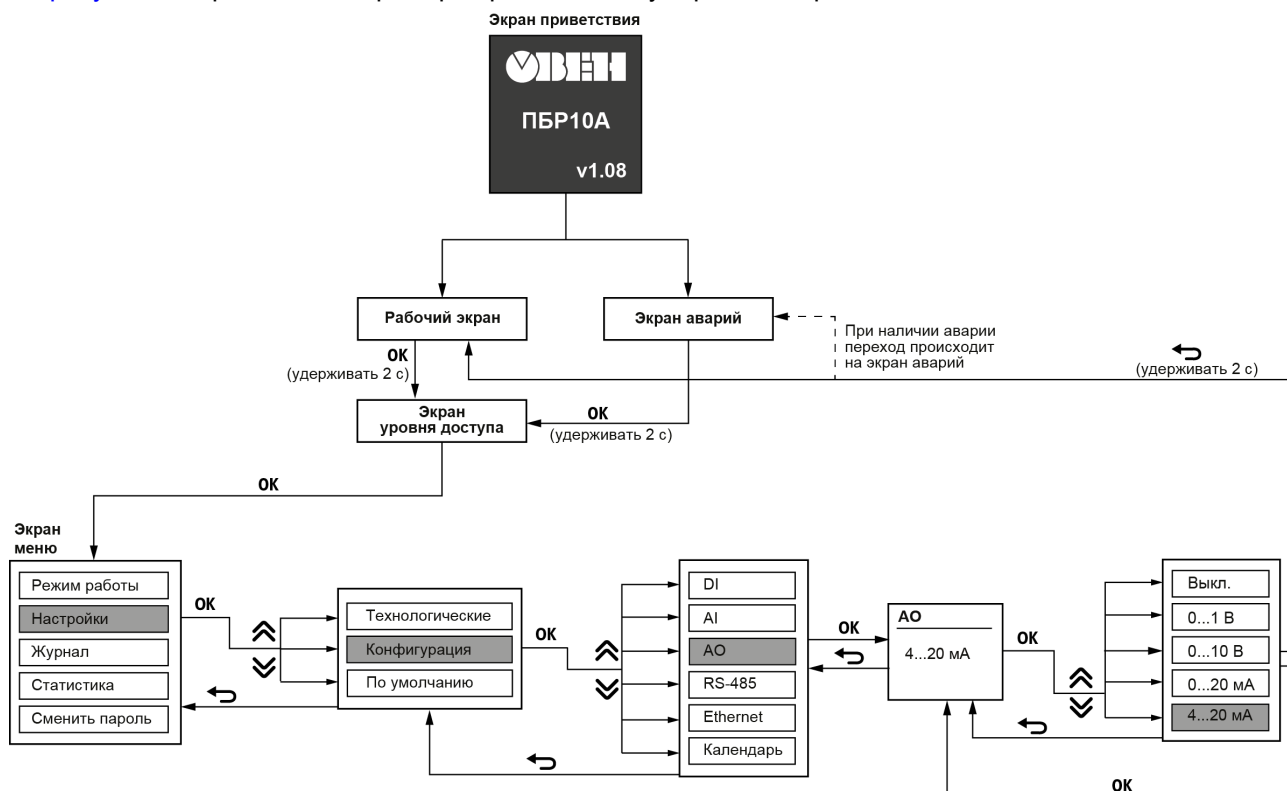 Экран приветствия
ОВЕН
ПБР10А
v1.08
Рабочий экран
Экран аварий
При наличии аварии
переход происходит
на экран аварий
OK
(удерживать 2 с)
(удерживать 2 с)
Экран
уровня доступа
OK
(удерживать 2 с)
OK
Экран
меню
Режим работы
Настройки
Журнал
Статистика
Сменить пароль
OK
Технологические
Конфигурация
По умолчанию
OK
DI
AI
AO
RS-485
Ethernet
Календарь
OK
AO
4...20 мА
OK
Выкл.
0...1 В
0...10 В
0...20 мА
4...20 мА
OK